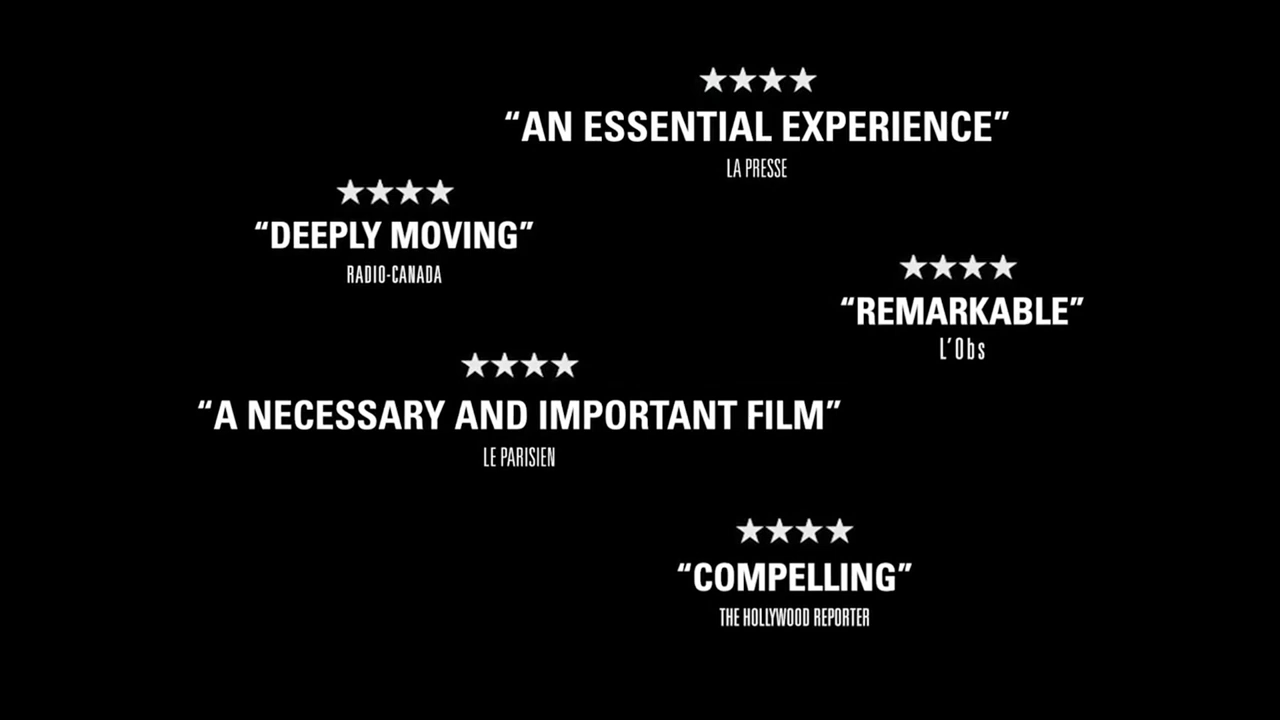 ★★★★
“AN ESSENTIAL EXPERIENCE”
LA PRESSE
★★★★
“DEEPLY MOVING”
RADIO-CANADA
★★★★
“REMARKABLE”
L’Obs
★★★★
“A NECESSARY AND IMPORTANT FILM”
LE PARISIEN
★★★★
“COMPELLING”
THE HOLLYWOOD REPORTER